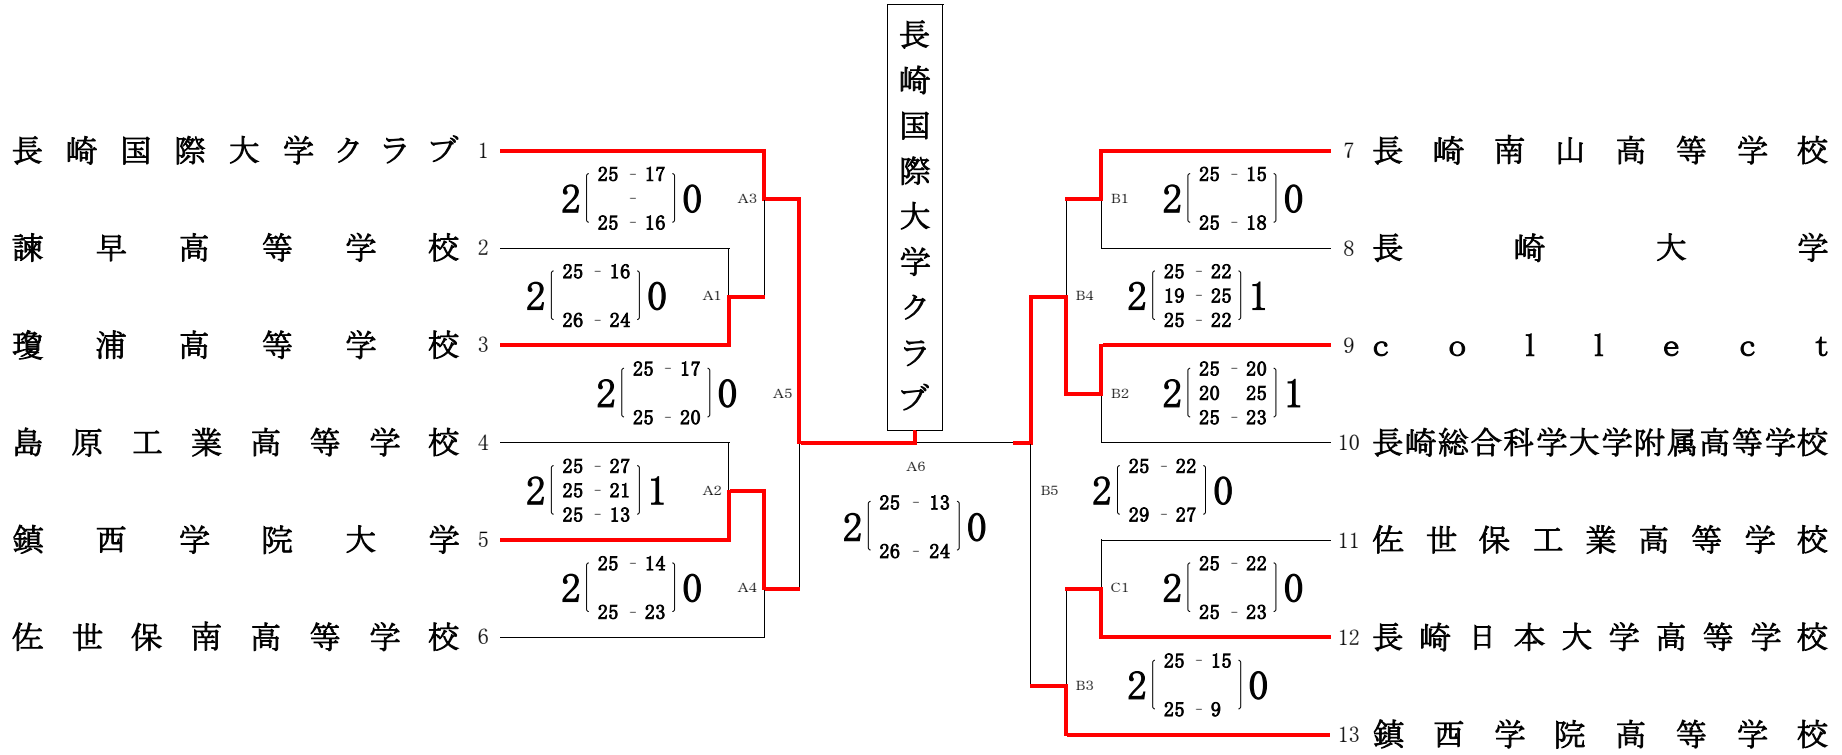 長崎国際大学クラブ
長崎国際大学クラブ 1
諫早高等学校 2
瓊浦高等学校 3
島原工業高等学校 4
鎮西学院大学 5
佐世保南高等学校 6
A3
2 25 - 17 0
-
25 - 16
A1
2 25 - 16 0
26 - 24
A5
2 25 - 17 0
25 - 20
A2
2 25 - 27 1
25 - 21
25 - 13
A4
2 25 - 14 0
25 - 23
A6
2 25 - 13 0
26 - 24
7 長崎南山高等学校
8 長崎大学
9 collect
10 長崎総合科学大学附属高等学校
11 佐世保工業高等学校
12 長崎日本大学高等学校
13 鎮西学院高等学校
B1
2 25 - 15 0
25 - 18
B4
2 25 - 22 1
19 - 25
25 - 22
B2
2 25 - 20 1
20 25
25 - 23
B5
2 25 - 22 0
29 - 27
C1
2 25 - 22 0
25 - 23
B3
2 25 - 15 0
25 - 9